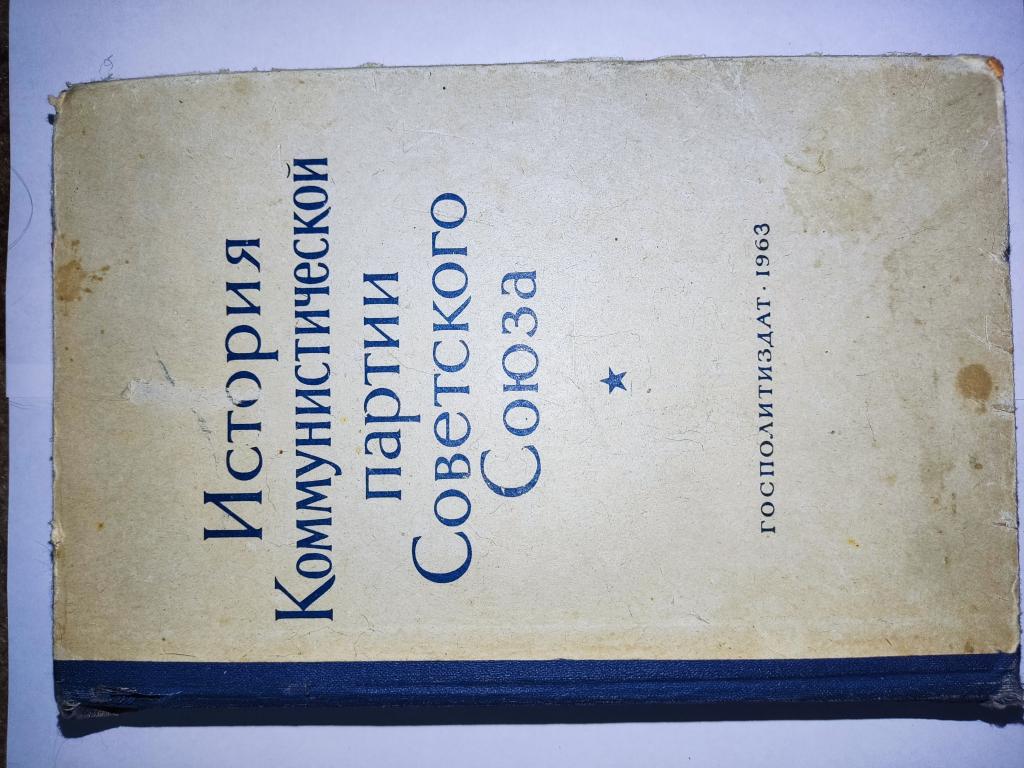 История
Коммунистической
партии
Советского
Союза
ГОСПОЛИТИЗДАТ · 1963